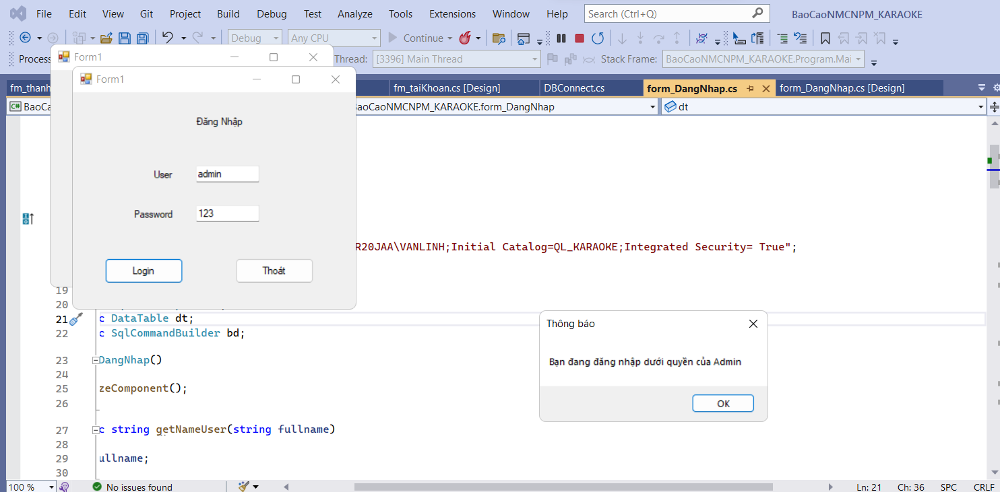 File Edit View Git Project Build Debug Test Analyze Tools Extensions Window Help Search (Ctrl+Q) BaoCaoNMCNPM_KARAOKE
Debug Any CPU Continue
Process Thread: [3396] Main Thread Stack Frame: BaoCaoNMCNPM_KARAOKE.Program.Mai
Form1
Form1
fm_thanh fm_taiKhoan.cs [Design] DBConnect.cs form_DangNhap.cs form_DangNhap.cs [Design]
C# BaoCa BaoCaoNMCNPM_KARAOKE.form_DangNhap dt
Đăng Nhập
User admin
Password 123
Login Thoát
R20JAA\VANLINH;Initial Catalog=QL_KARAOKE;Integrated Security= True";
19
20
21 c DataTable dt;
22 c SqlCommandBuilder bd;
23 DangNhap()
24
25 zeComponent();
26
27 c string getNameUser(string fullname)
28
29 ullname;
30
Thông báo
Bạn đang đăng nhập dưới quyền của Admin
OK
100 % No issues found Ln: 21 Ch: 36 SPC CRLF